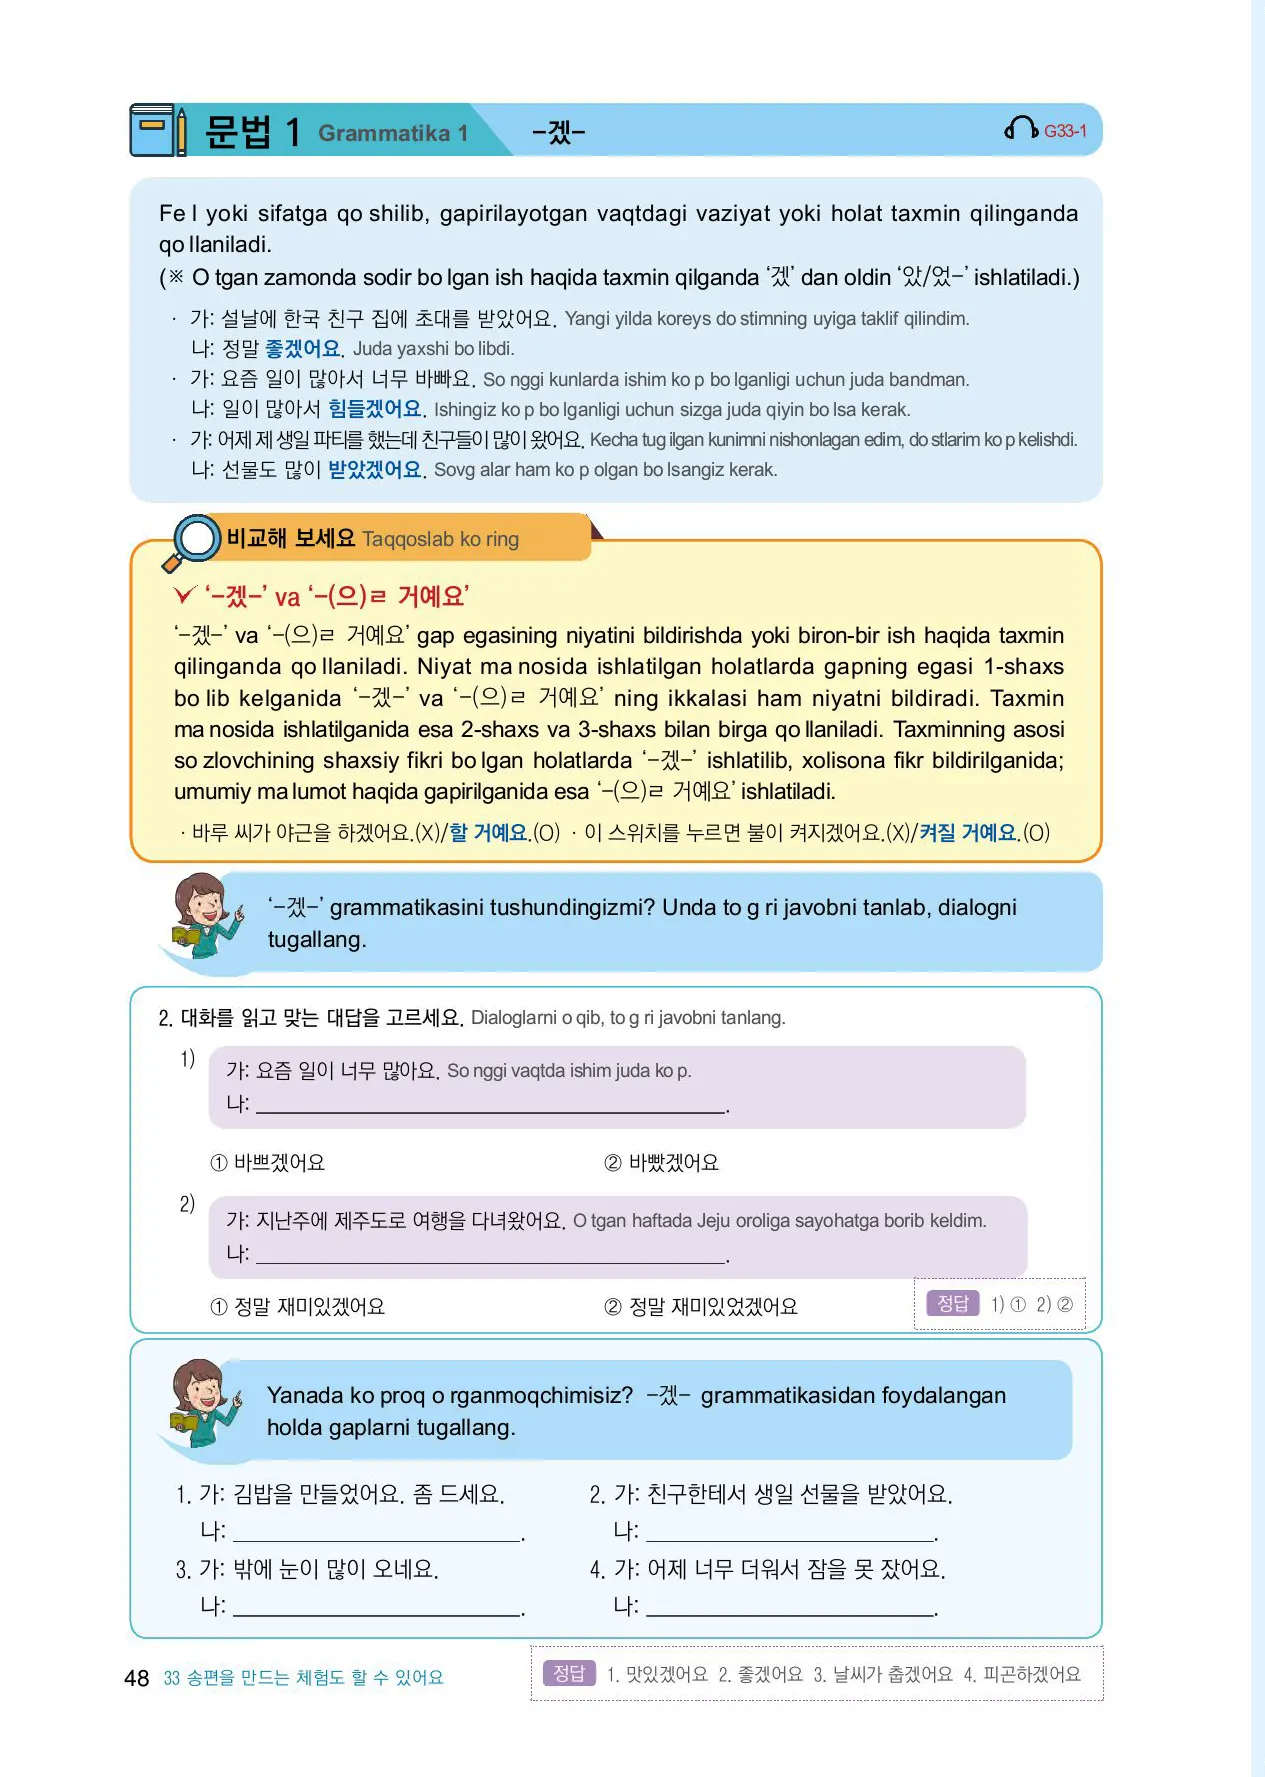 문법 1 Grammatika 1 -겠- G33-1
Fe l yoki sifatga qo shilib, gapirilayotgan vaqtdagi vaziyat yoki holat taxmin qilinganda
qo llaniladi.
(※ O tgan zamonda sodir bo lgan ish haqida taxmin qilganda ‘겠’ dan oldin ‘았/었-’ ishlatiladi.)
· 가: 설날에 한국 친구 집에 초대를 받았어요. Yangi yilda koreys do stimning uyiga taklif qilindim.
나: 정말 좋겠어요. Juda yaxshi bo libdi.
· 가: 요즘 일이 많아서 너무 바빠요. So nggi kunlarda ishim ko p bo lganligi uchun juda bandman.
나: 일이 많아서 힘들겠어요. Ishingiz ko p bo lganligi uchun sizga juda qiyin bo lsa kerak.
· 가: 어제 제 생일 파티를 했는데 친구들이 많이 왔어요. Kecha tug ilgan kunimni nishonlagan edim, do stlarim ko p kelishdi.
나: 선물도 많이 받았겠어요. Sovg alar ham ko p olgan bo lsangiz kerak.
비교해 보세요 Taqqoslab ko ring
‘-겠-’ va ‘-(으)ㄹ 거예요’
‘-겠-’ va ‘-(으)ㄹ 거예요’ gap egasining niyatini bildirishda yoki biron-bir ish haqida taxmin
qilinganda qo llaniladi. Niyat ma nosida ishlatilgan holatlarda gapning egasi 1-shaxs
bo lib kelganida ‘-겠-’ va ‘-(으)ㄹ 거예요’ ning ikkalasi ham niyatni bildiradi. Taxmin
ma nosida ishlatilganida esa 2-shaxs va 3-shaxs bilan birga qo llaniladi. Taxminning asosi
so zlovchining shaxsiy fikri bo lgan holatlarda ‘-겠-’ ishlatilib, xolisona fikr bildirilganida;
umumiy ma lumot haqida gapirilganida esa ‘-(으)ㄹ 거예요’ ishlatiladi.
· 바루 씨가 야근을 하겠어요.(X)/할 거예요.(O) · 이 스위치를 누르면 불이 켜지겠어요.(X)/켜질 거예요.(O)
‘-겠-’ grammatikasini tushundingizmi? Unda to g ri javobni tanlab, dialogni
tugallang.
2. 대화를 읽고 맞는 대답을 고르세요. Dialoglarni o qib, to g ri javobni tanlang.
1)
가: 요즘 일이 너무 많아요. So nggi vaqtda ishim juda ko p.
나: ______.
① 바쁘겠어요 ② 바빴겠어요
2)
가: 지난주에 제주도로 여행을 다녀왔어요. O tgan haftada Jeju oroliga sayohatga borib keldim.
나: ______.
① 정말 재미있겠어요 ② 정말 재미있었겠어요
정답 1) ① 2) ②
Yanada ko proq o rganmoqchimisiz? -겠- grammatikasidan foydalangan
holda gaplarni tugallang.
1. 가: 김밥을 만들었어요. 좀 드세요. 2. 가: 친구한테서 생일 선물을 받았어요.
나: ______. 나: ______.
3. 가: 밖에 눈이 많이 오네요. 4. 가: 어제 너무 더워서 잠을 못 잤어요.
나: ______. 나: ______.
48 33 송편을 만드는 체험도 할 수 있어요
정답 1. 맛있겠어요 2. 좋겠어요 3. 날씨가 춥겠어요 4. 피곤하겠어요